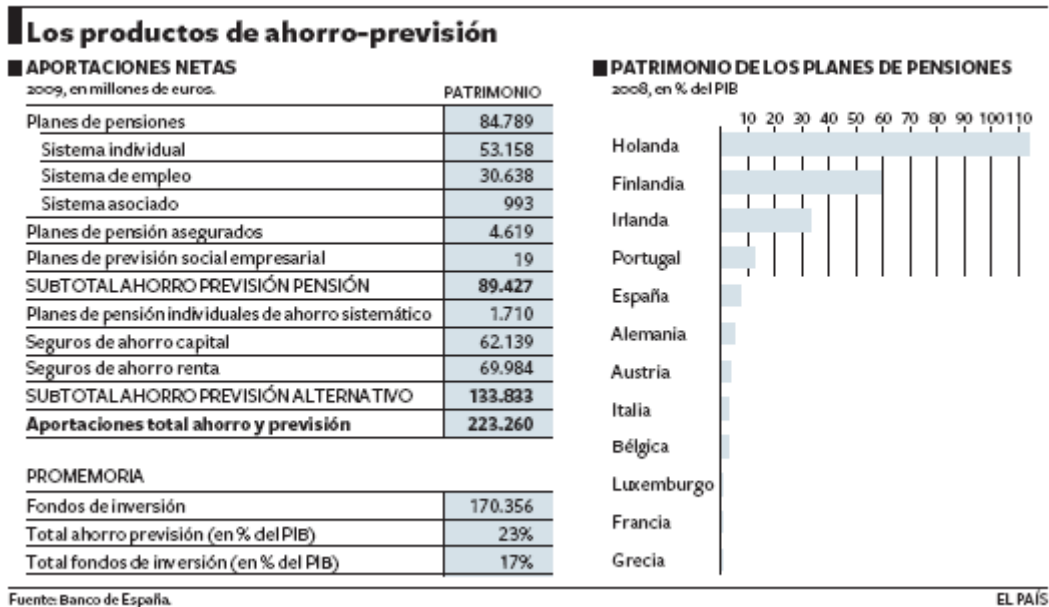 Los productos de ahorro-previsión
APORTACIONES NETAS
2009, en millones de euros.
PATRIMONIO
Planes de pensiones 84.789
Sistema individual 53.158
Sistema de empleo 30.638
Sistema asociado 993
Planes de pensión asegurados 4.619
Planes de previsión social empresarial 19
SUBTOTAL AHORRO PREVISIÓN PENSIÓN 89.427
Planes de pensión individuales de ahorro sistemático 1.710
Seguros de ahorro capital 62.139
Seguros de ahorro renta 69.984
SUBTOTAL AHORRO PREVISIÓN ALTERNATIVO 133.833
Aportaciones total ahorro y previsión 223.260
PROMEMORIA
Fondos de inversión 170.356
Total ahorro previsión (en % del PIB) 23%
Total fondos de inversión (en % del PIB) 17%
PATRIMONIO DE LOS PLANES DE PENSIONES
2008, en % del PIB
10 20 30 40 50 60 70 80 90 100 110
Holanda
Finlandia
Irlanda
Portugal
España
Alemania
Austria
Italia
Bélgica
Luxemburgo
Francia
Grecia
Fuente: Banco de España.
EL PAÍS